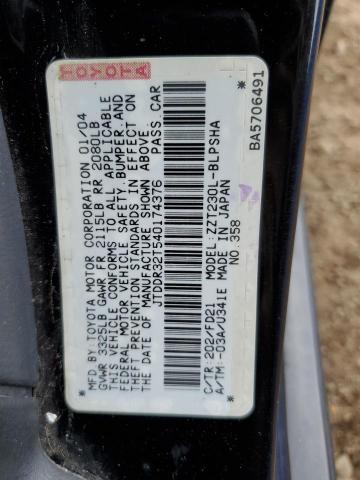 TOYOTA
MFD. BY: TOYOTA MOTOR CORPORATION 01/04
GVWR 3325LB GAWR FR 2115LB RR 2080LB
THIS VEHICLE CONFORMS TO ALL APPLICABLE
FEDERAL MOTOR VEHICLE SAFETY, BUMPER, AND
THEFT PREVENTION STANDARDS IN EFFECT ON
THE DATE OF MANUFACTURE SHOWN ABOVE.
*JTDDR32T540174376* PASS CAR
C/TR:202/FD21 MODEL:ZZT230L-BLPSHA
A/TM:-03A/U341E MADE IN JAPAN
NO.358
BA5706491